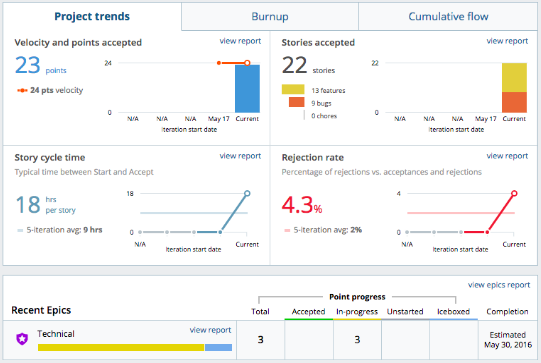 Project trends
Burnup
Cumulative flow
Velocity and points accepted
view report
23 points
24 pts velocity
24
0
N/A N/A N/A May 17 Current
Iteration start date
Stories accepted
view report
22 stories
13 features
9 bugs
0 chores
22
0
N/A N/A N/A May 17 Current
Iteration start date
Story cycle time
view report
Typical time between Start and Accept
18 hrs
per story
5-iteration avg: 9 hrs
18
0
N/A Current
Iteration start date
Rejection rate
view report
Percentage of rejections vs. acceptances and rejections
4.3%
5-iteration avg: 2%
4
0
N/A Current
Iteration start date
view epics report
Point progress
Recent Epics Total Accepted In-progress Unstarted Iceboxed Completion
Technical view report 3 3 Estimated
May 30, 2016